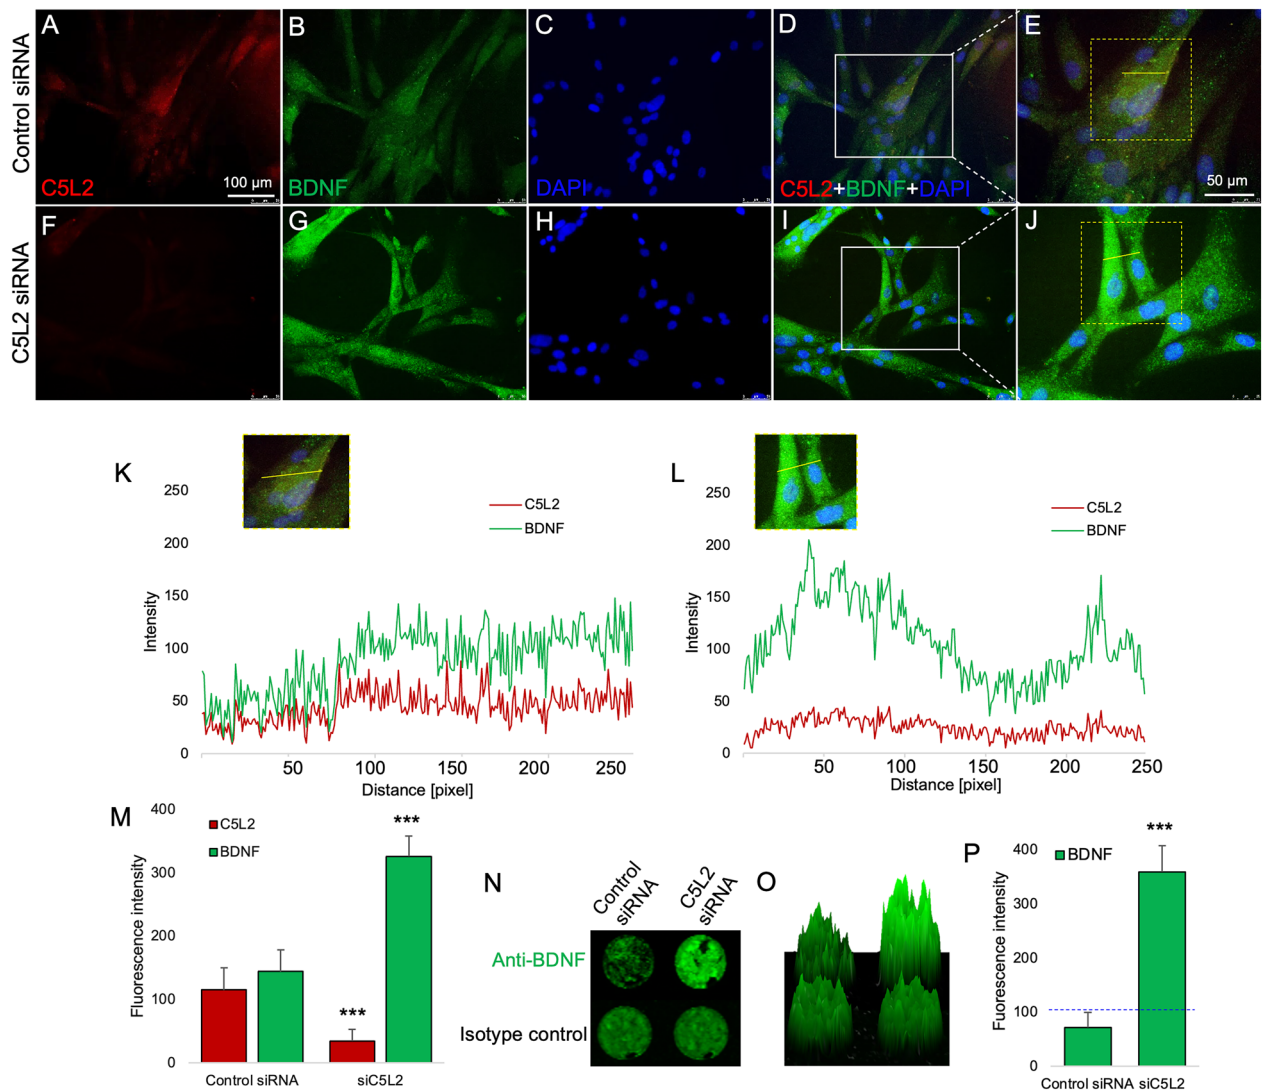 Control siRNA
A
C5L2
100 µm
B
BDNF
C
DAPI
D
C5L2+BDNF+DAPI
E
50 µm
C5L2 siRNA
F
G
H
I
J
K
250
200
150
100
50
0
Intensity
C5L2
BDNF
50 100 150 200 250
Distance [pixel]
L
250
200
150
100
50
0
Intensity
C5L2
BDNF
50 100 150 200 250
Distance [pixel]
M
400
300
200
100
0
Fluorescence intensity
C5L2
BDNF
***
***
Control siRNA siC5L2
N
Control
siRNA
C5L2
siRNA
Anti-BDNF
Isotype control
O
P
400
300
200
100
0
Fluorescence intensity
BDNF
***
Control siRNA siC5L2